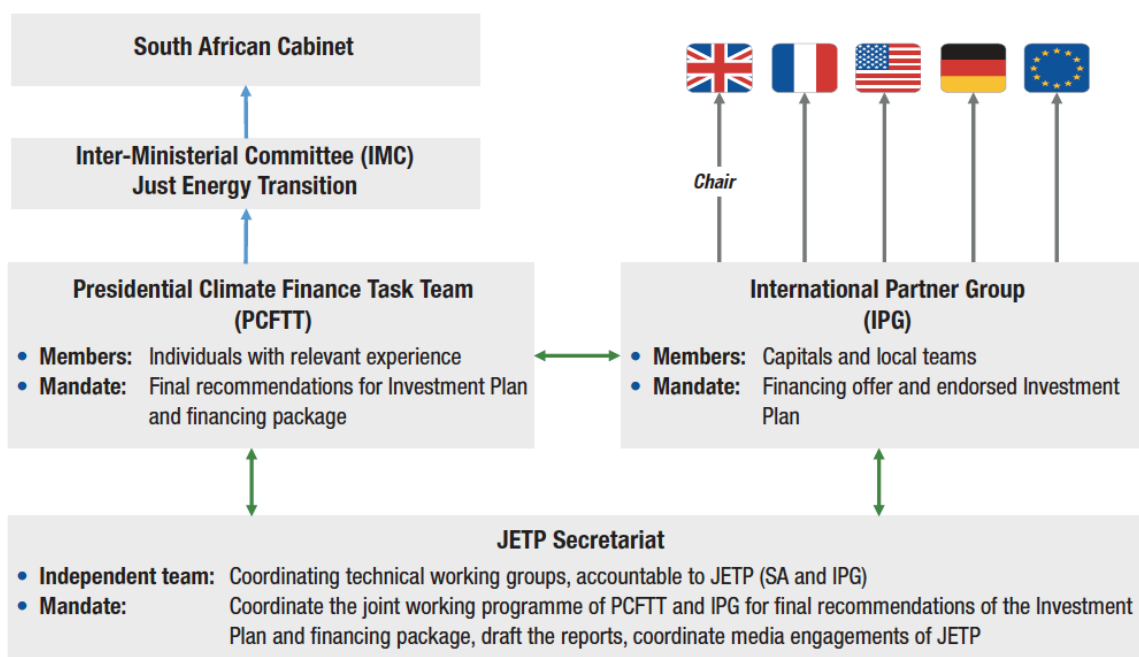 South African Cabinet
Inter-Ministerial Committee (IMC)
Just Energy Transition
Chair
Presidential Climate Finance Task Team
(PCFTT)
• Members: Individuals with relevant experience
• Mandate: Final recommendations for Investment Plan
and financing package
International Partner Group
(IPG)
• Members: Capitals and local teams
• Mandate: Financing offer and endorsed Investment
Plan
JETP Secretariat
• Independent team: Coordinating technical working groups, accountable to JETP (SA and IPG)
• Mandate: Coordinate the joint working programme of PCFTT and IPG for final recommendations of the Investment
Plan and financing package, draft the reports, coordinate media engagements of JETP